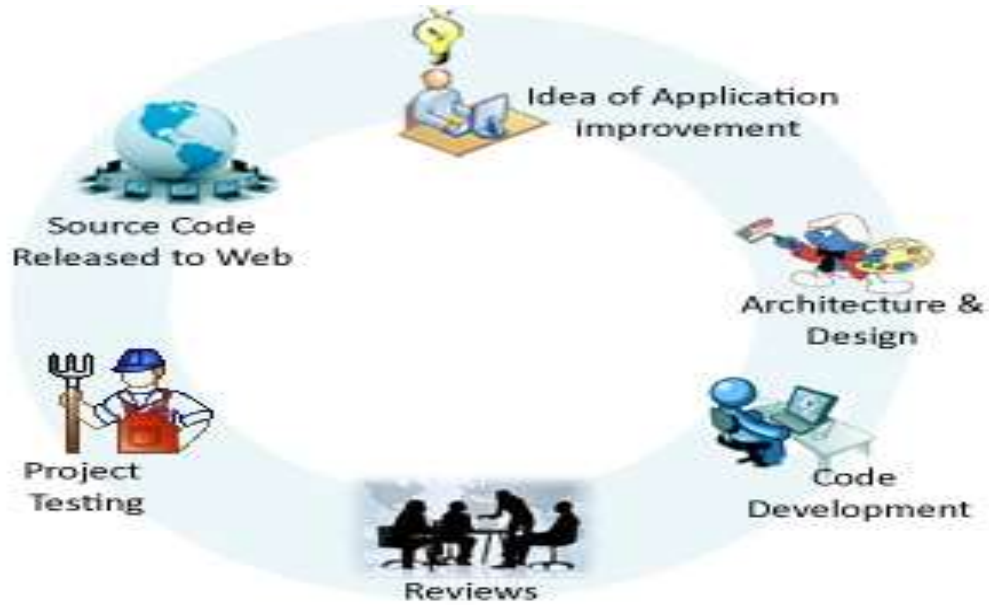 Idea of Application
improvement
Architecture &
Design
Code
Development
Reviews
Project
Testing
Source Code
Released to Web